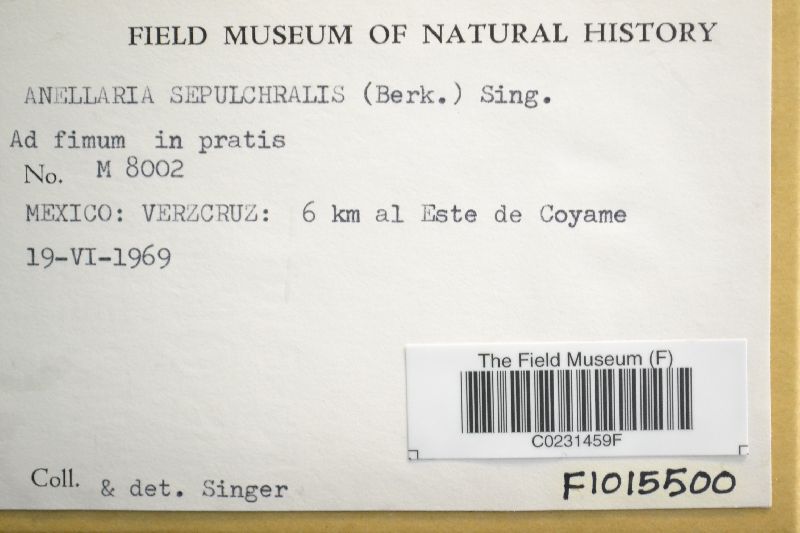 FIELD MUSEUM OF NATURAL HISTORY
ANELLARIA SEPULCHRALIS (Berk.) Sing.
Ad fimum in pratis
No. M 8002
MEXICO: VERZCRUZ: 6 km al Este de Coyame
19-VI-1969
The Field Museum (F)
C0231459F
Coll. & det. Singer
F1015500